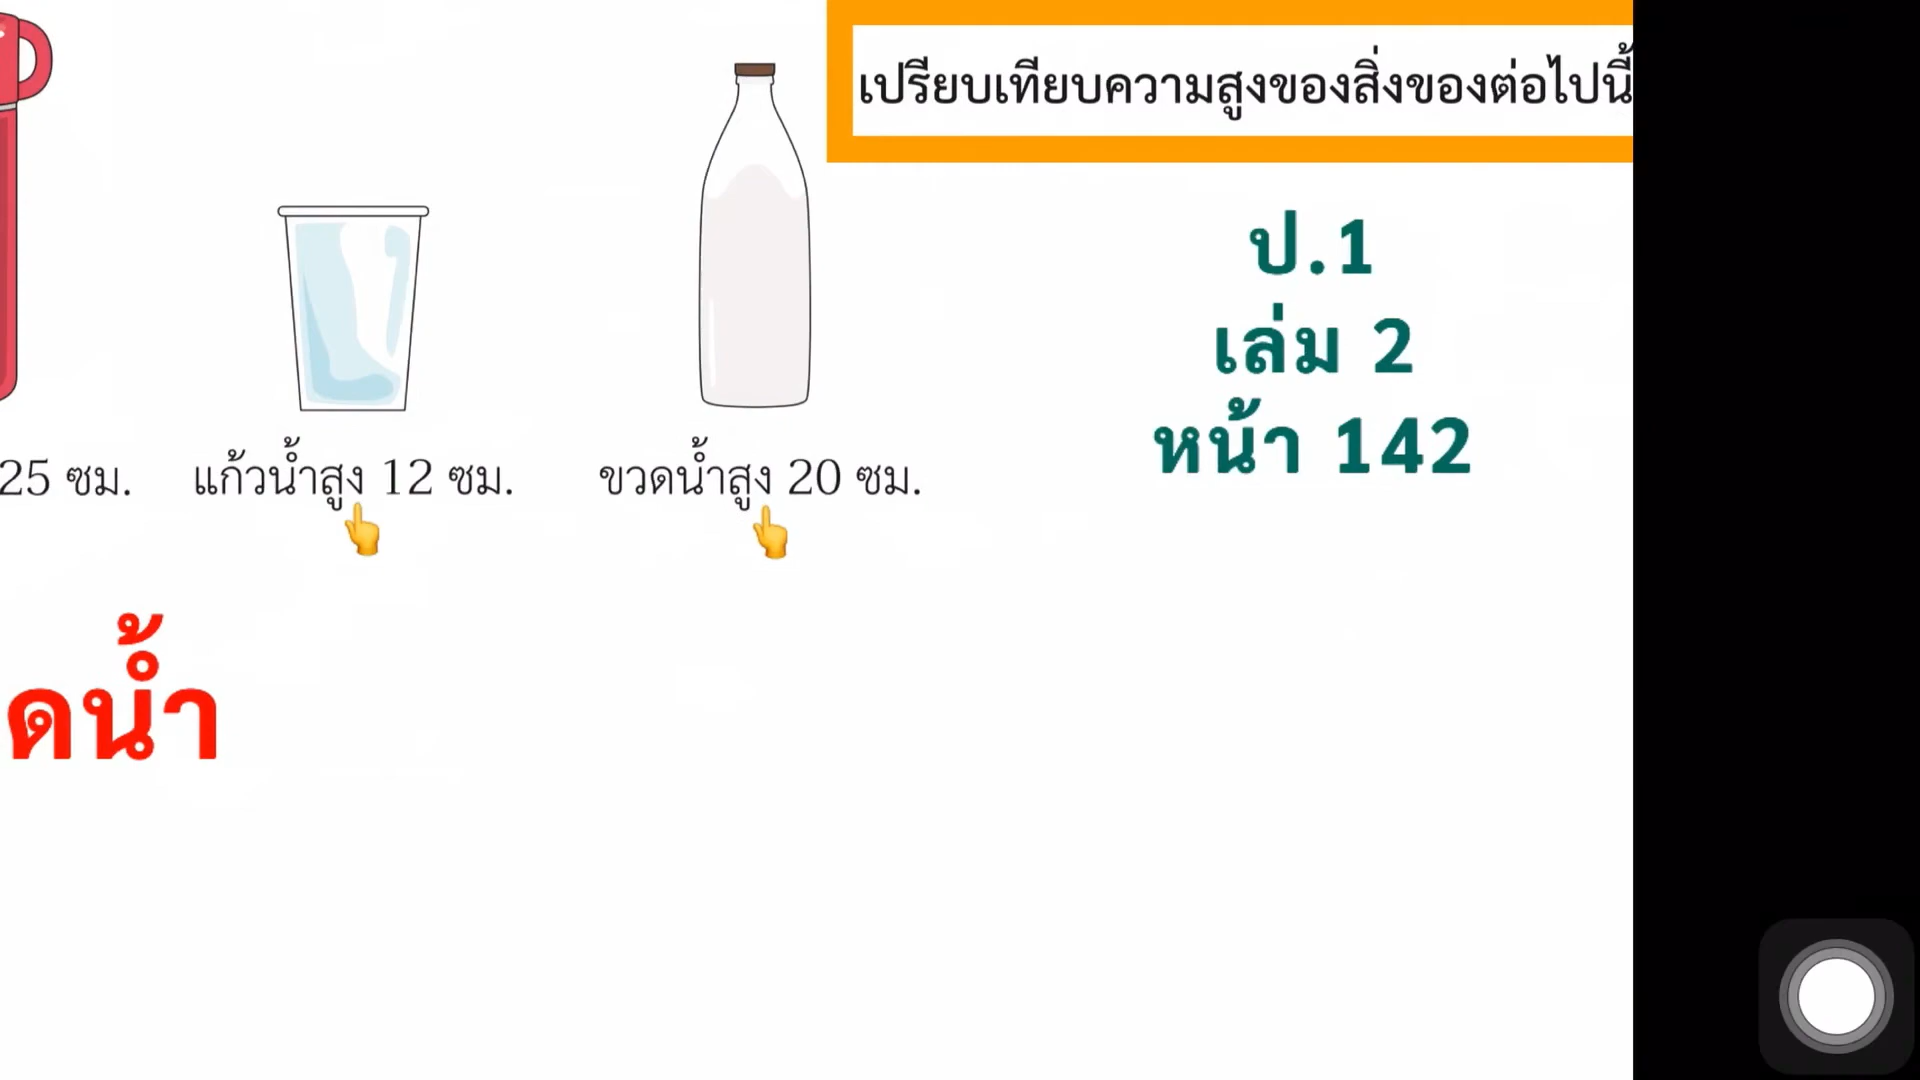 เปรียบเทียบความสูงของสิ่งของต่อไปนี้
ป.1
เล่ม 2
หน้า 142
25 ซม.
แก้วน้ำสูง 12 ซม.
ขวดน้ำสูง 20 ซม.
ดน้ำ